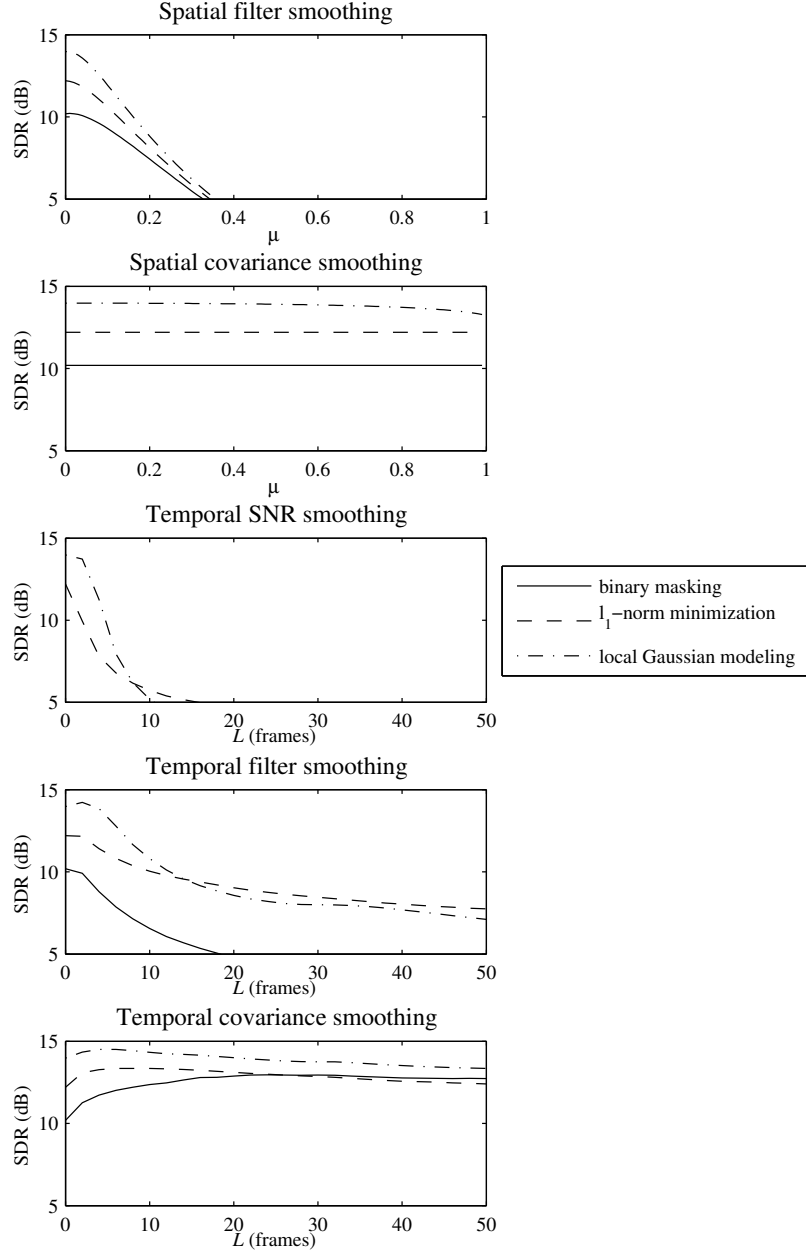 Spatial filter smoothing
15
10
5
SDR (dB)
0 0.2 0.4 0.6 0.8 1
μ
Spatial covariance smoothing
15
10
5
SDR (dB)
0 0.2 0.4 0.6 0.8 1
μ
Temporal SNR smoothing
15
10
5
SDR (dB)
0 10 20 30 40 50
L (frames)
binary masking
l1−norm minimization
local Gaussian modeling
Temporal filter smoothing
15
10
5
SDR (dB)
0 10 20 30 40 50
L (frames)
Temporal covariance smoothing
15
10
5
SDR (dB)
0 10 20 30 40 50
L (frames)